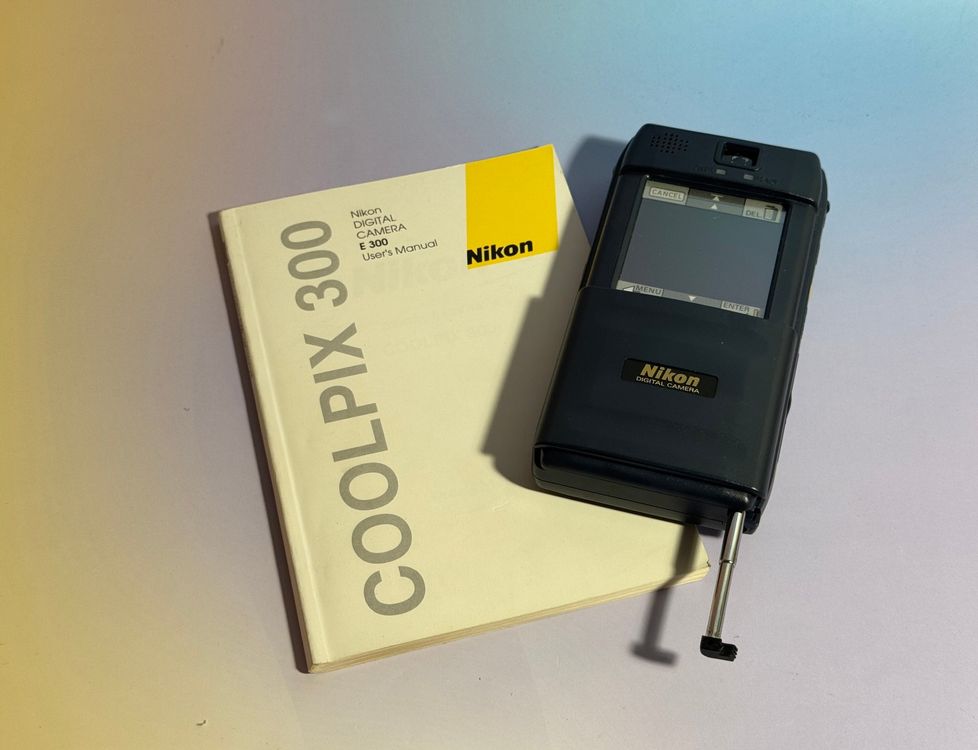 Nikon
DIGITAL
CAMERA
E 300
User's Manual
Nikon
COOLPIX 300
CANCEL
DEL
MENU
ENTER
Nikon
DIGITAL CAMERA